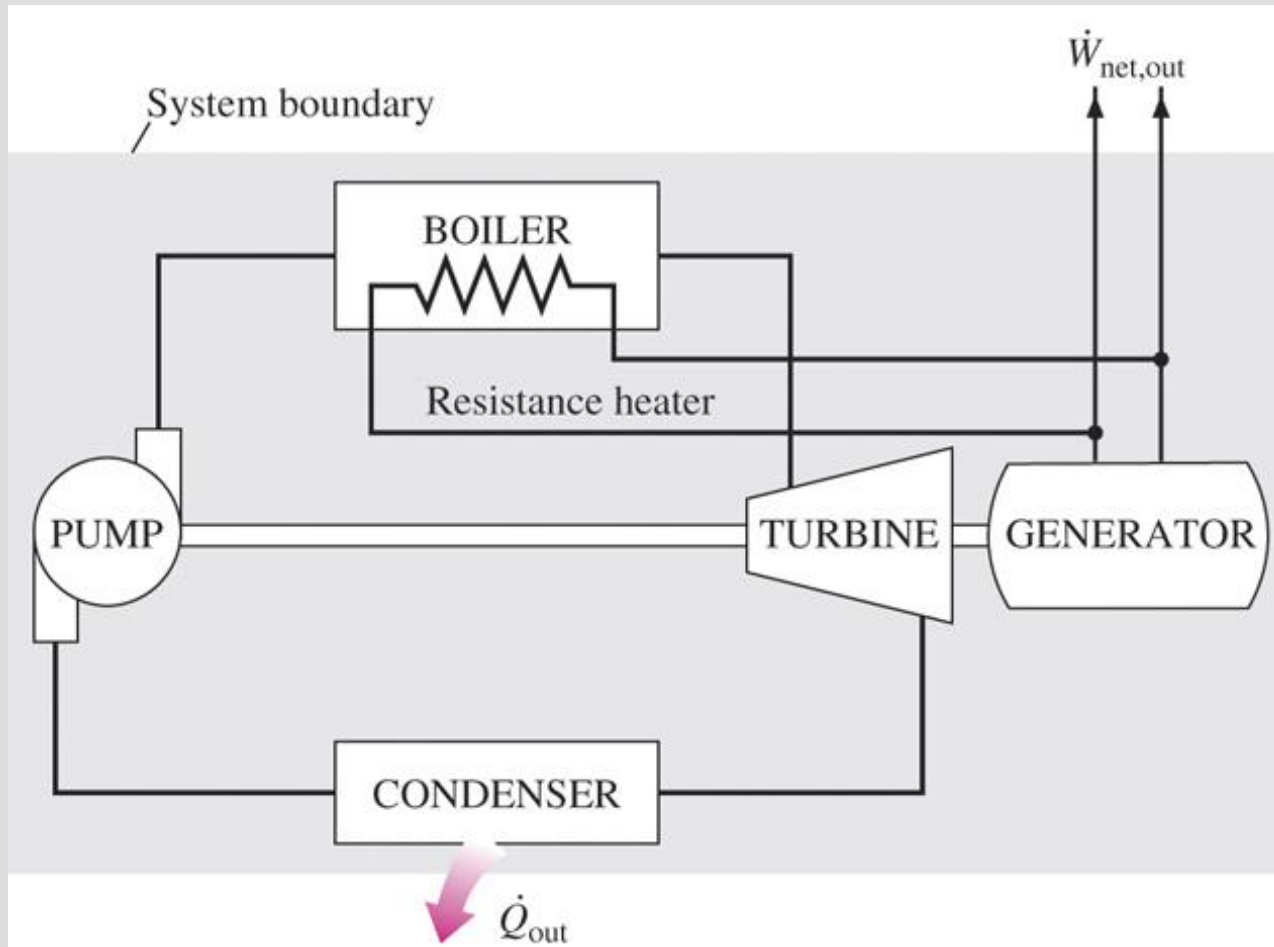 Ẇnet,out
System boundary
BOILER
Resistance heater
PUMP
TURBINE
GENERATOR
CONDENSER
Q̇out